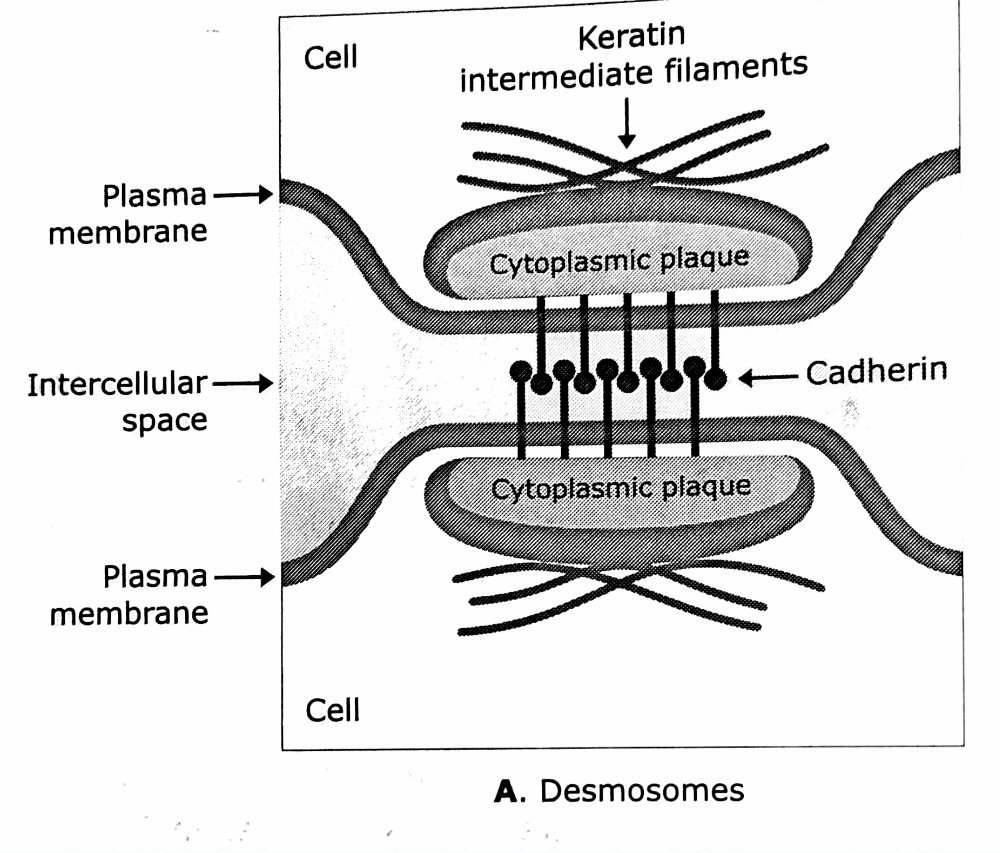 Cell
Keratin
intermediate filaments
Plasma
membrane
Cytoplasmic plaque
Intercellular
space
Cadherin
Cytoplasmic plaque
Plasma
membrane
Cell
A. Desmosomes